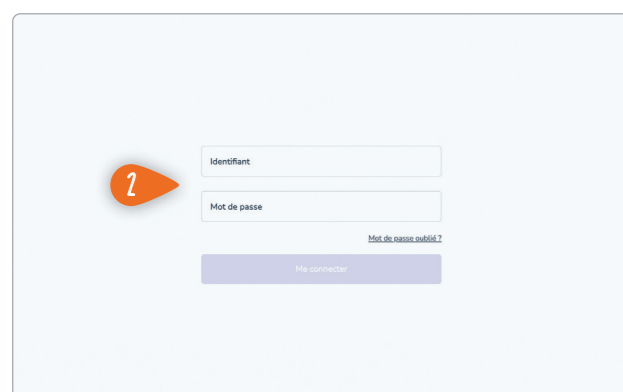 Identifiant
2
Mot de passe
Mot de passe oublié ?
Me connecter